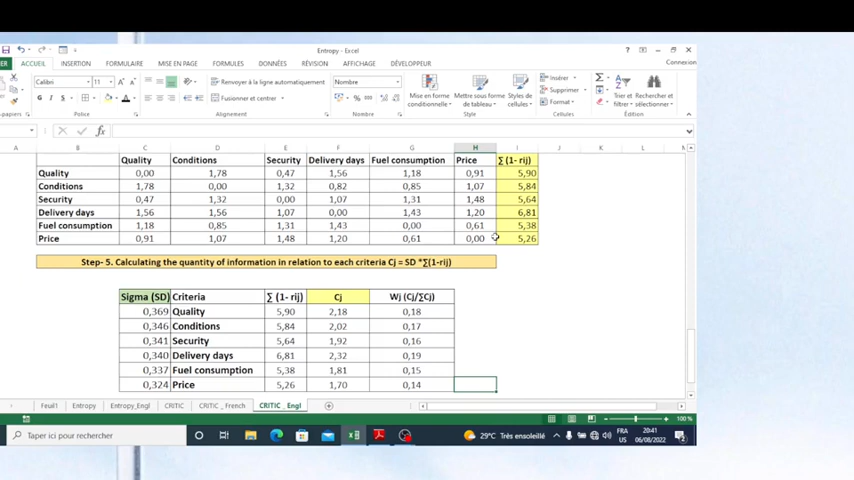 Entropy - Excel
ACCUEIL INSERTION FORMULAIRE MISE EN PAGE FORMULES DONNÉES RÉVISION AFFICHAGE DÉVELOPPEUR Connexion
Calibri 11 Renvoyer à la ligne automatiquement Nombre Mise en forme conditionnelle Mettre sous forme de tableau Styles de cellules Insérer Supprimer Format Trier et filtrer Rechercher et sélectionner
G I S Fusionner et centrer
Police Alignement Nombre Style Cellules Édition
fx
A B C D E F G H I J K L M
Quality Conditions Security Delivery days Fuel consumption Price ∑ (1- rij)
Quality 0,00 1,78 0,47 1,56 1,18 0,91 5,90
Conditions 1,78 0,00 1,32 0,82 0,85 1,07 5,84
Security 0,47 1,32 0,00 1,07 1,31 1,48 5,64
Delivery days 1,56 1,56 1,07 0,00 1,43 1,20 6,81
Fuel consumption 1,18 0,85 1,31 1,43 0,00 0,61 5,38
Price 0,91 1,07 1,48 1,20 0,61 0,00 5,26
Step- 5. Calculating the quantity of information in relation to each criteria Cj = SD *∑(1-rij)
Sigma (SD) Criteria ∑ (1- rij) Cj Wj (Cj/∑Cj)
0,369 Quality 5,90 2,18 0,18
0,346 Conditions 5,84 2,02 0,17
0,341 Security 5,64 1,92 0,16
0,340 Delivery days 6,81 2,32 0,19
0,337 Fuel consumption 5,38 1,81 0,15
0,324 Price 5,26 1,70 0,14
Feuil1 Entropy Entropy_Engl CRITIC CRITIC _ French CRITIC _ Engl
100 %
Taper ici pour rechercher 29°C Très ensoleillé FRA US 20:41 06/08/2022 2